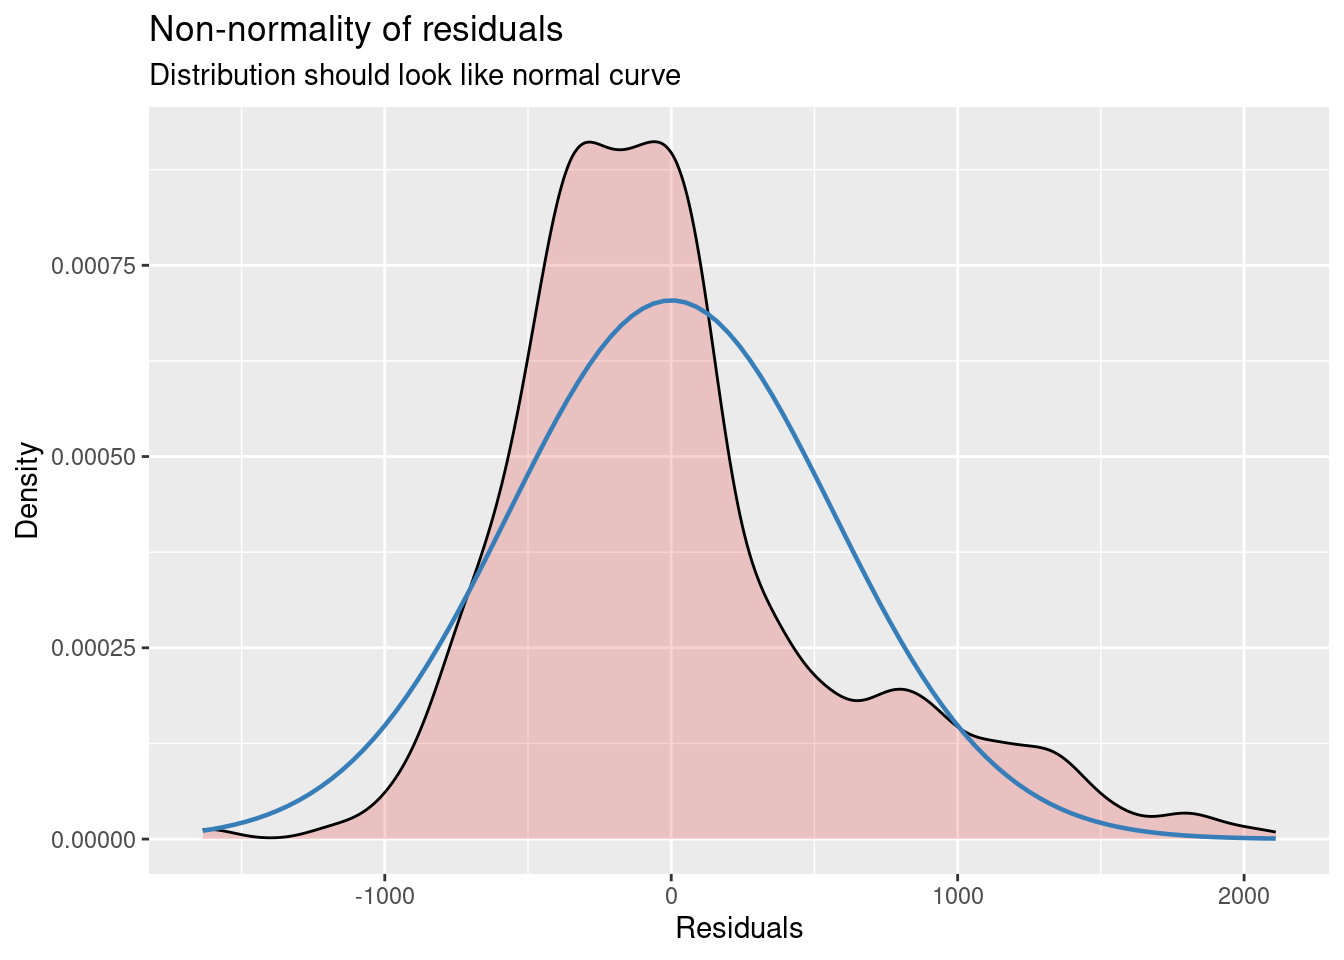 Non-normality of residuals
Distribution should look like normal curve
Density
0.00075
0.00050
0.00025
0.00000
-1000
0
1000
2000
Residuals